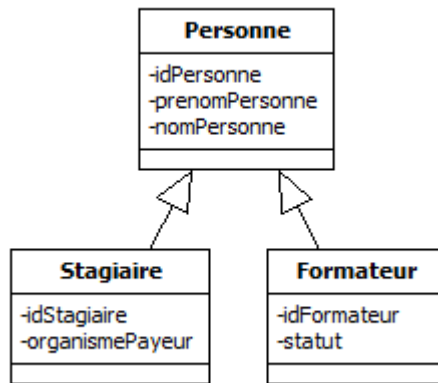 Personne
-idPersonne
-prenomPersonne
-nomPersonne
Stagiaire
-idStagiaire
-organismePayeur
Formateur
-idFormateur
-statut